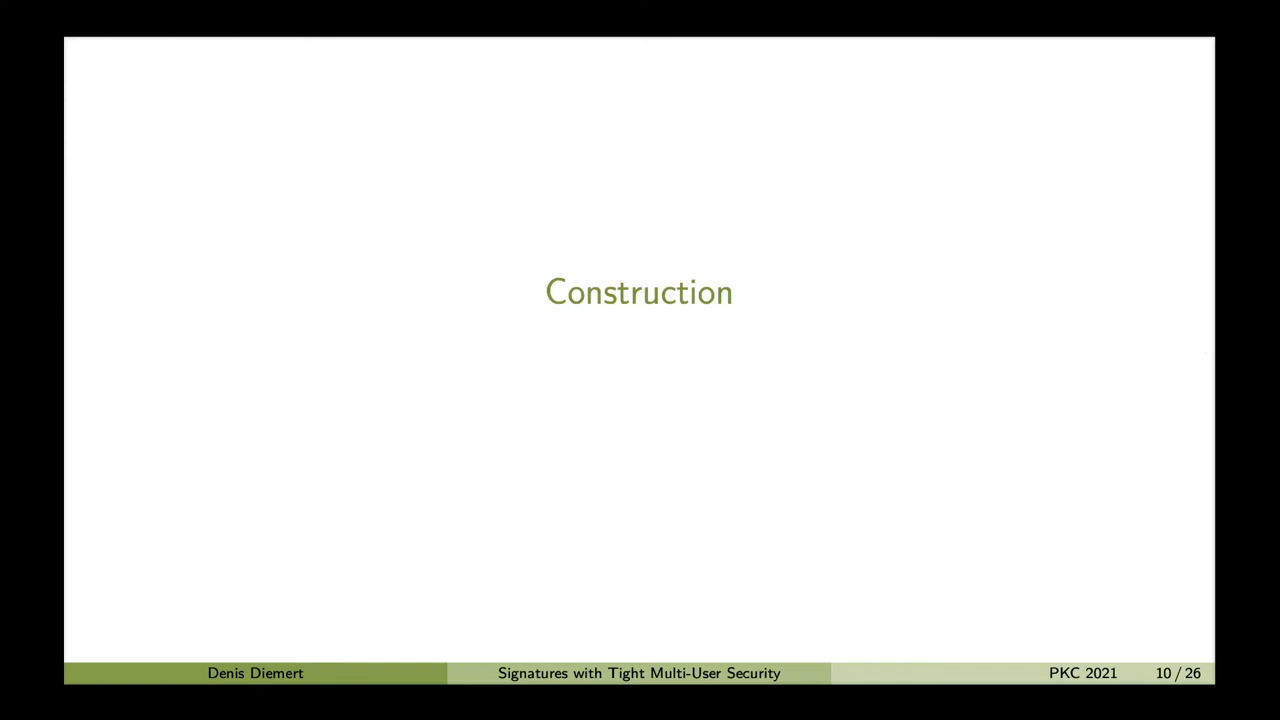 Construction
Denis Diemert Signatures with Tight Multi-User Security PKC 2021 10 / 26